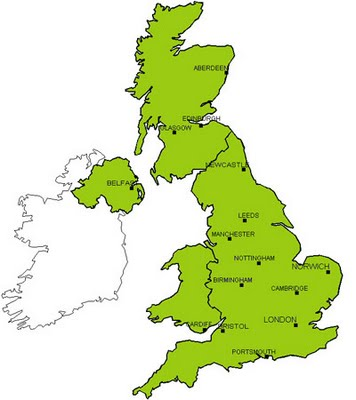 ABERDEEN
EDINBURGH
GLASGOW
NEWCASTLE
BELFAST
LEEDS
MANCHESTER
NOTTINGHAM
NORWICH
BIRMINGHAM
CAMBRIDGE
CARDIFF
BRISTOL
LONDON
PORTSMOUTH